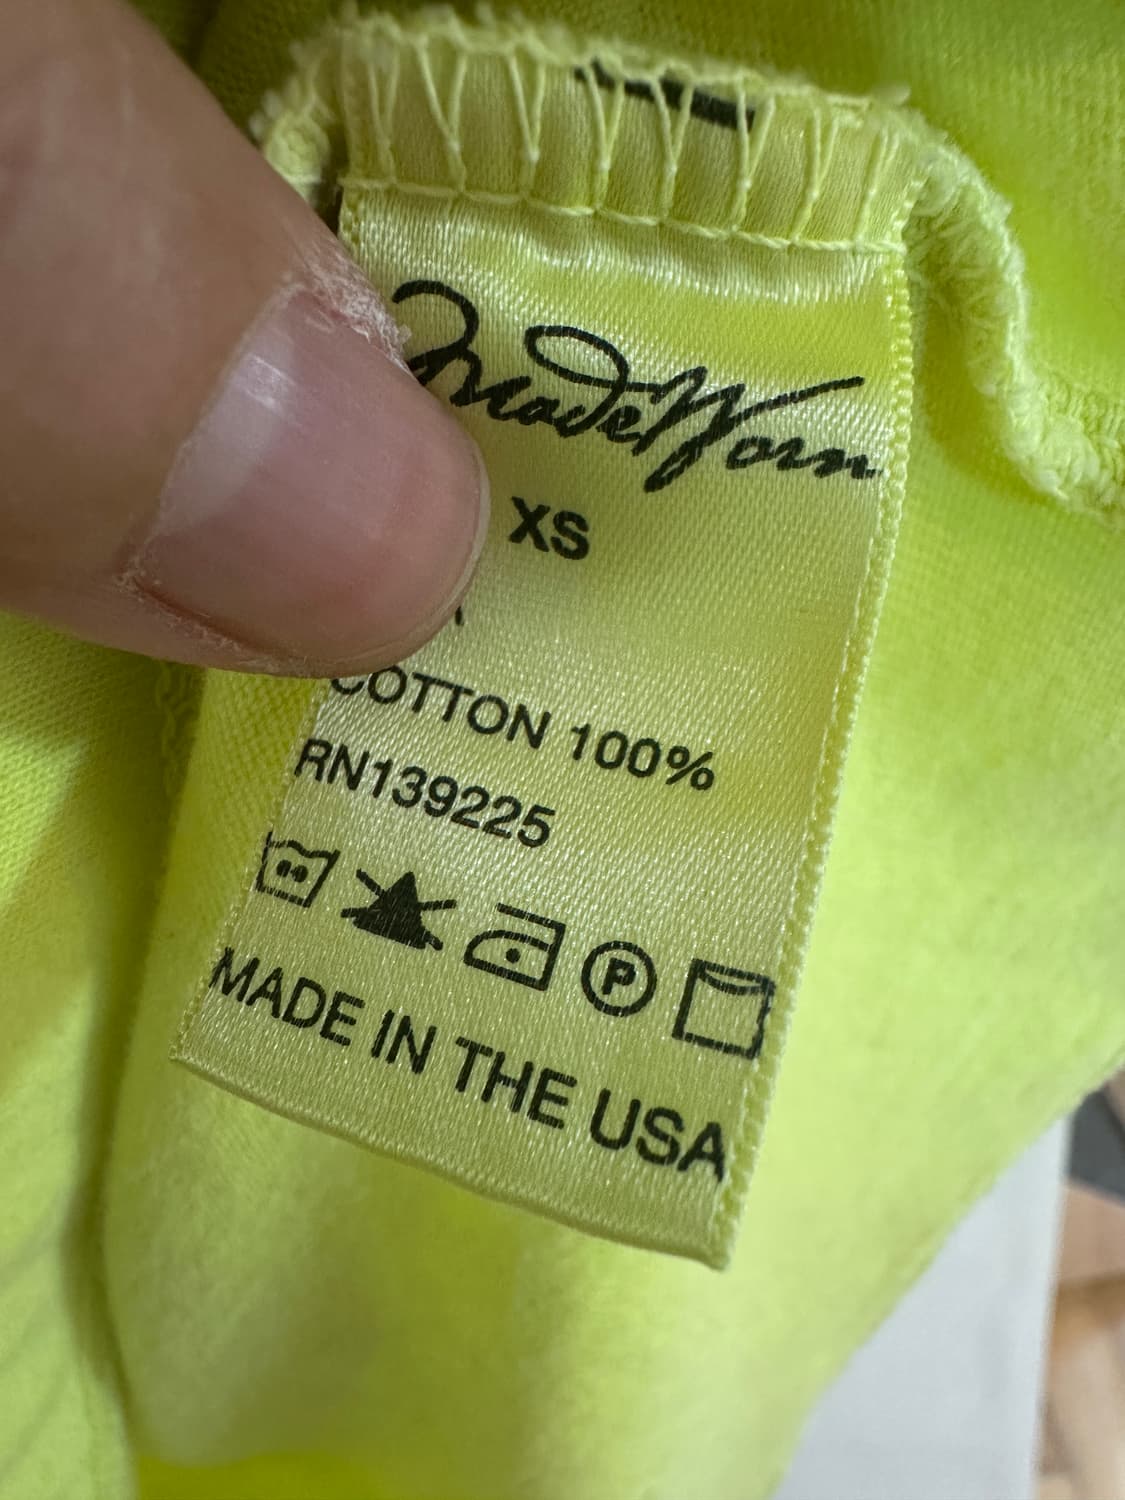 MadeWorn
XS
COTTON 100%
RN139225
P
MADE IN THE USA